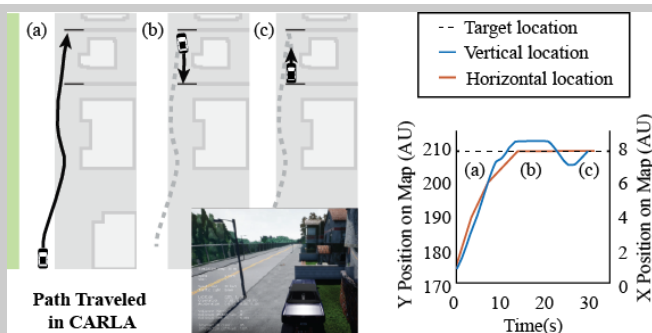 (a)
(b)
(c)
Path Traveled
in CARLA
Target location
Vertical location
Horizontal location
Y Position on Map (AU)
210
200
190
180
170
(a)
(b)
(c)
8
6
4
2
0
X Position on Map (AU)
0
10
20
30
Time(s)